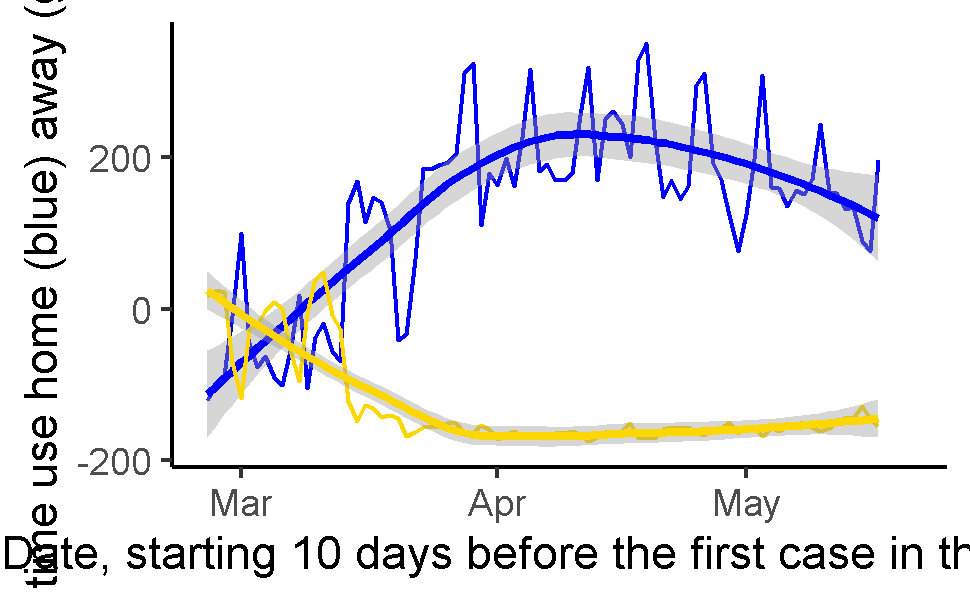 time use home (blue) away (
200
0
-200
Mar Apr May
Date, starting 10 days before the first case in th